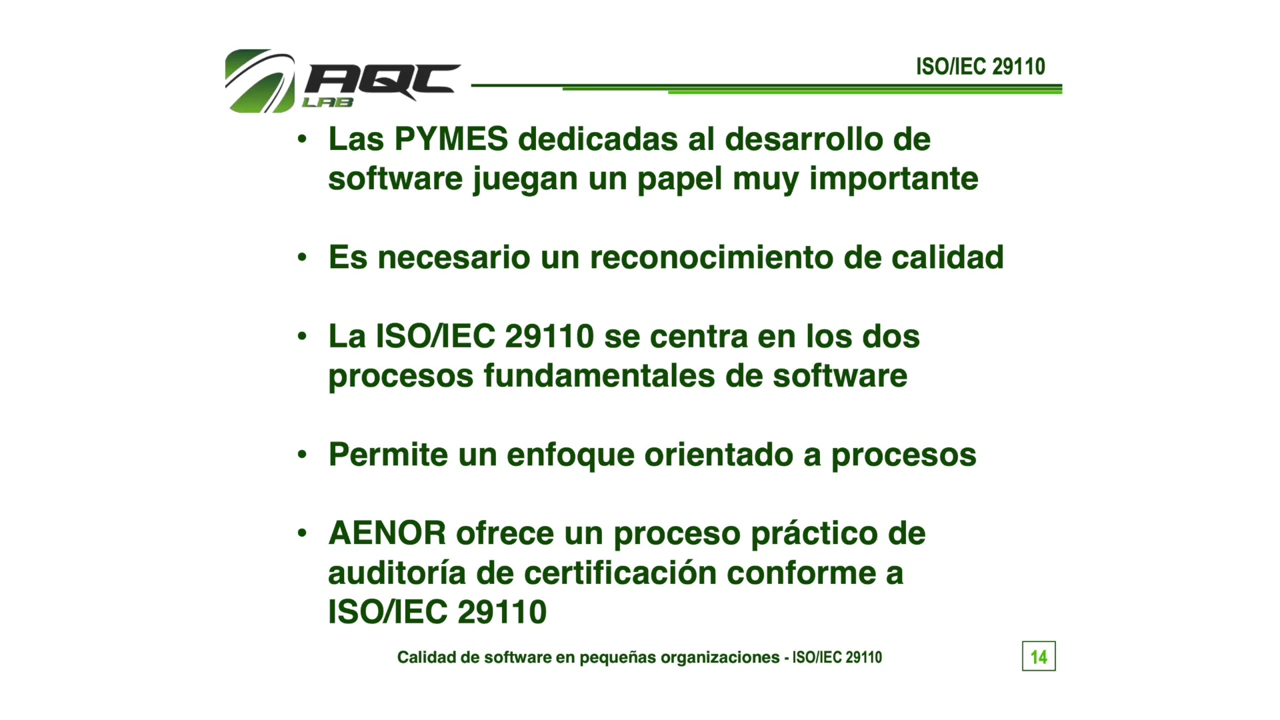 AQC
LAB
ISO/IEC 29110
• Las PYMES dedicadas al desarrollo de
software juegan un papel muy importante
• Es necesario un reconocimiento de calidad
• La ISO/IEC 29110 se centra en los dos
procesos fundamentales de software
• Permite un enfoque orientado a procesos
• AENOR ofrece un proceso práctico de
auditoría de certificación conforme a
ISO/IEC 29110
Calidad de software en pequeñas organizaciones - ISO/IEC 29110
14